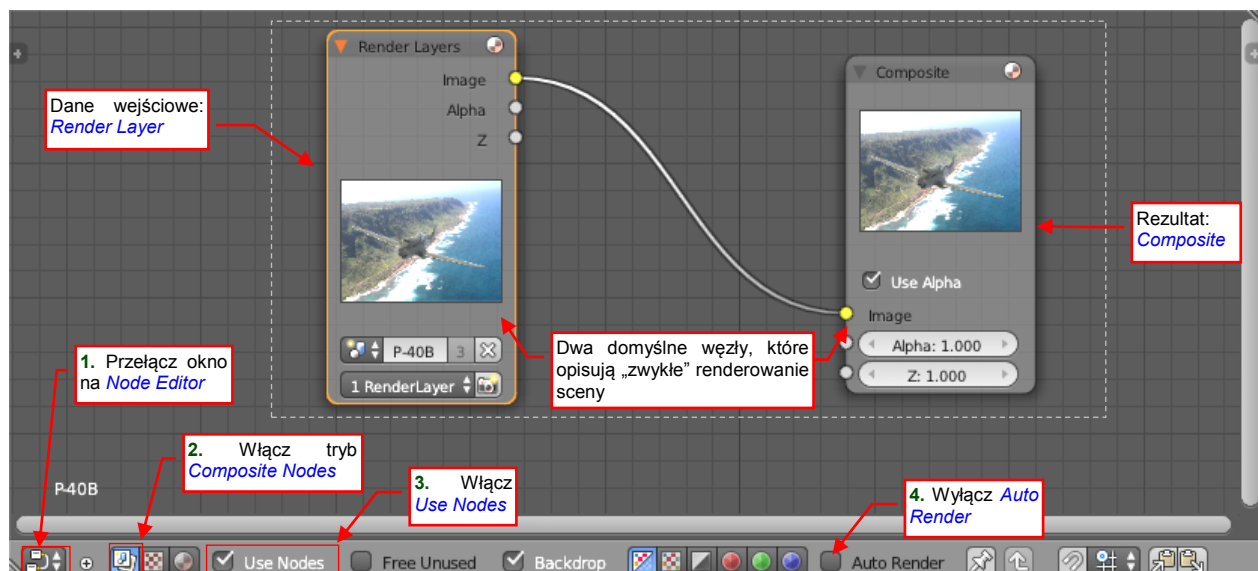 Render Layers
Image
Alpha
Z
P-40B
3
1 RenderLayer
Composite
Use Alpha
Image
Alpha: 1.000
Z: 1.000
Dane wejściowe:
Render Layer
Rezultat:
Composite
Dwa domyślne węzły, które
opisują „zwykłe” renderowanie
sceny
1. Przełącz okno
na Node Editor
2. Włącz tryb
Composite Nodes
3. Włącz
Use Nodes
4. Wyłącz Auto
Render
P-40B
Use Nodes
Free Unused
Backdrop
Auto Render